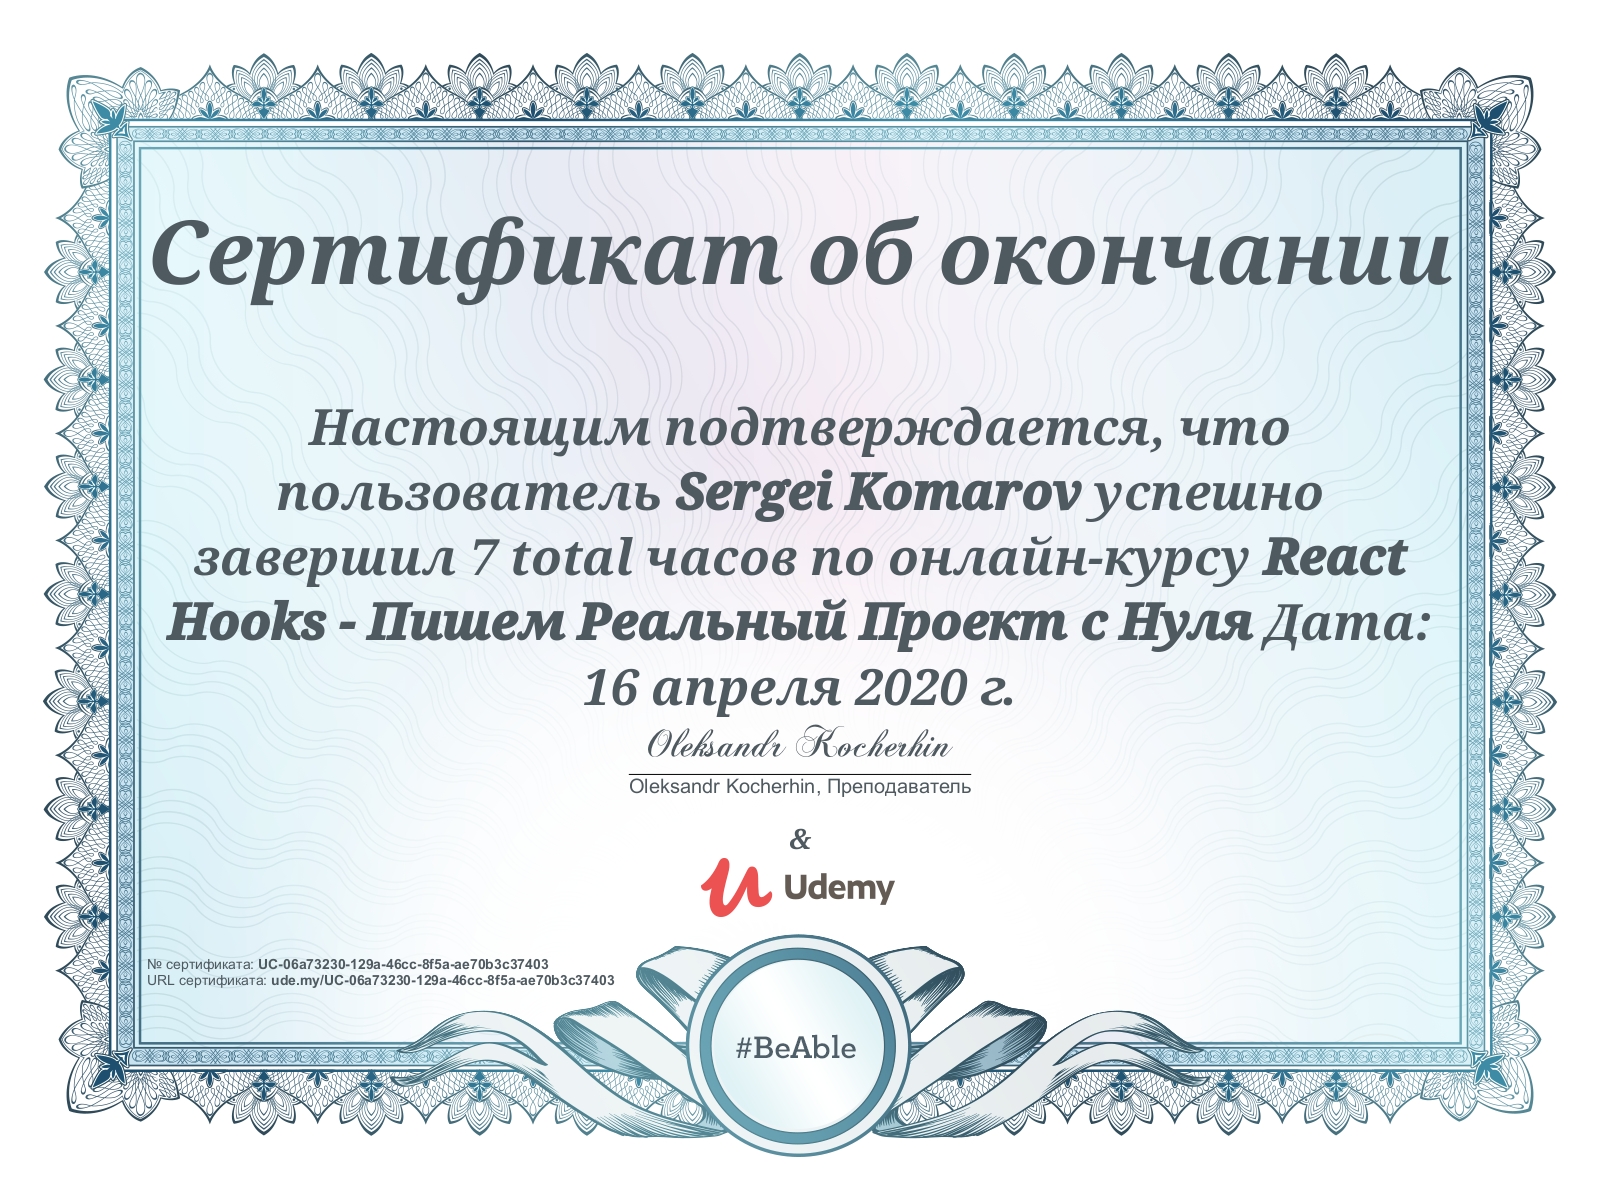 Сертификат об окончании
Настоящим подтверждается, что
пользователь Sergei Komarov успешно
завершил 7 total часов по онлайн-курсу React
Hooks - Пишем Реальный Проект с Нуля Дата:
16 апреля 2020 г.
Oleksandr Kocherhin
Oleksandr Kocherhin, Преподаватель
&
Udemy
№ сертификата: UC-06a73230-129a-46cc-8f5a-ae70b3c37403
URL сертификата: ude.my/UC-06a73230-129a-46cc-8f5a-ae70b3c37403
#BeAble